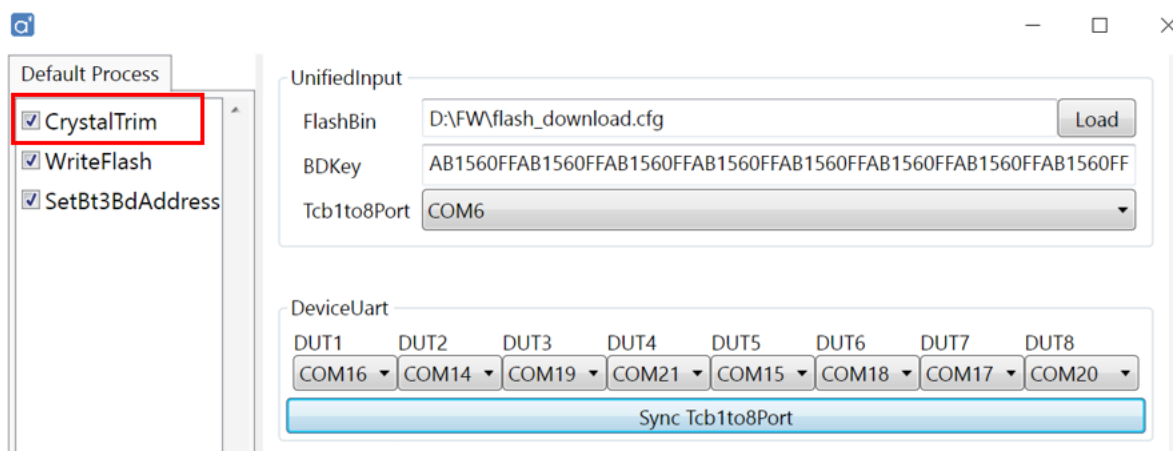 Default Process
CrystalTrim
WriteFlash
SetBt3BdAddress
UnifiedInput
FlashBin D:\FW\flash_download.cfg Load
BDKey AB1560FFAB1560FFAB1560FFAB1560FFAB1560FFAB1560FFAB1560FFAB1560FF
Tcb1to8Port COM6
DeviceUart
DUT1 DUT2 DUT3 DUT4 DUT5 DUT6 DUT7 DUT8
COM16 COM14 COM19 COM21 COM15 COM18 COM17 COM20
Sync Tcb1to8Port